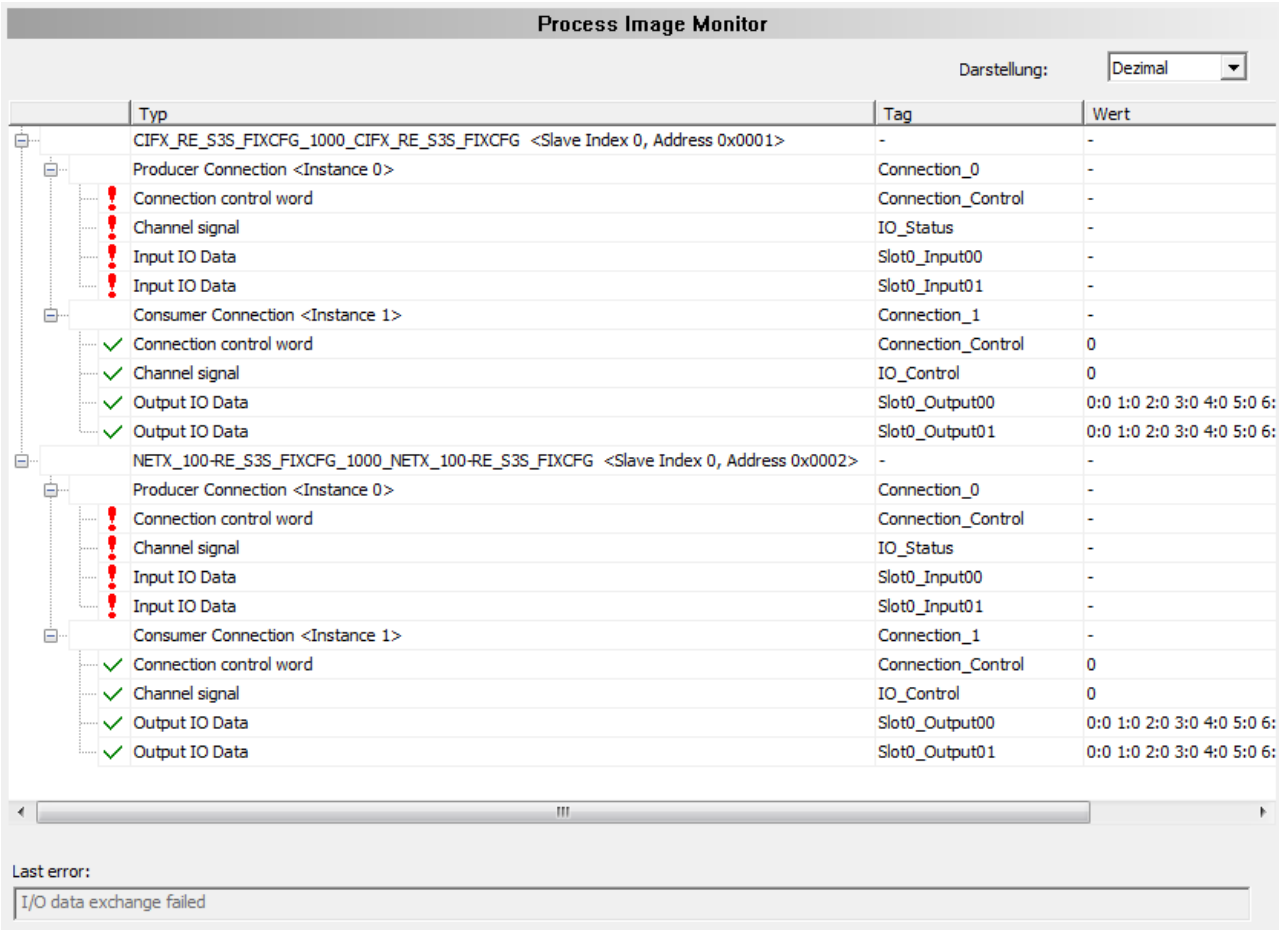 Process Image Monitor
Darstellung: Dezimal
Typ Tag Wert
CIFX_RE_S3S_FIXCFG_1000_CIFX_RE_S3S_FIXCFG <Slave Index 0, Address 0x0001> - -
Producer Connection <Instance 0> Connection_0 -
Connection control word Connection_Control -
Channel signal IO_Status -
Input IO Data Slot0_Input00 -
Input IO Data Slot0_Input01 -
Consumer Connection <Instance 1> Connection_1 -
Connection control word Connection_Control 0
Channel signal IO_Control 0
Output IO Data Slot0_Output00 0:0 1:0 2:0 3:0 4:0 5:0 6:
Output IO Data Slot0_Output01 0:0 1:0 2:0 3:0 4:0 5:0 6:
NETX_100-RE_S3S_FIXCFG_1000_NETX_100-RE_S3S_FIXCFG <Slave Index 0, Address 0x0002> - -
Producer Connection <Instance 0> Connection_0 -
Connection control word Connection_Control -
Channel signal IO_Status -
Input IO Data Slot0_Input00 -
Input IO Data Slot0_Input01 -
Consumer Connection <Instance 1> Connection_1 -
Connection control word Connection_Control 0
Channel signal IO_Control 0
Output IO Data Slot0_Output00 0:0 1:0 2:0 3:0 4:0 5:0 6:
Output IO Data Slot0_Output01 0:0 1:0 2:0 3:0 4:0 5:0 6:
Last error:
I/O data exchange failed